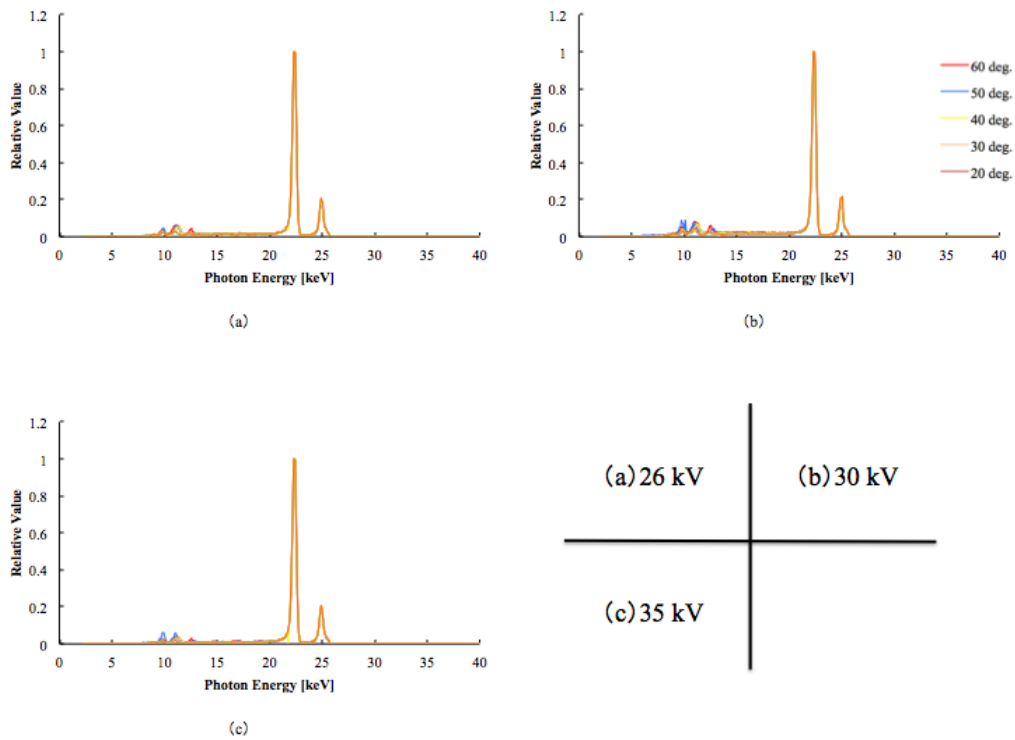 1.2
1
0.8
0.6
0.4
0.2
0
Relative Value
0 5 10 15 20 25 30 35 40
Photon Energy [keV]
(a)
1.2
1
0.8
0.6
0.4
0.2
0
Relative Value
0 5 10 15 20 25 30 35 40
Photon Energy [keV]
(b)
60 deg.
50 deg.
40 deg.
30 deg.
20 deg.
1.2
1
0.8
0.6
0.4
0.2
0
Relative Value
0 5 10 15 20 25 30 35 40
Photon Energy [keV]
(c)
(a)26 kV
(b)30 kV
(c)35 kV